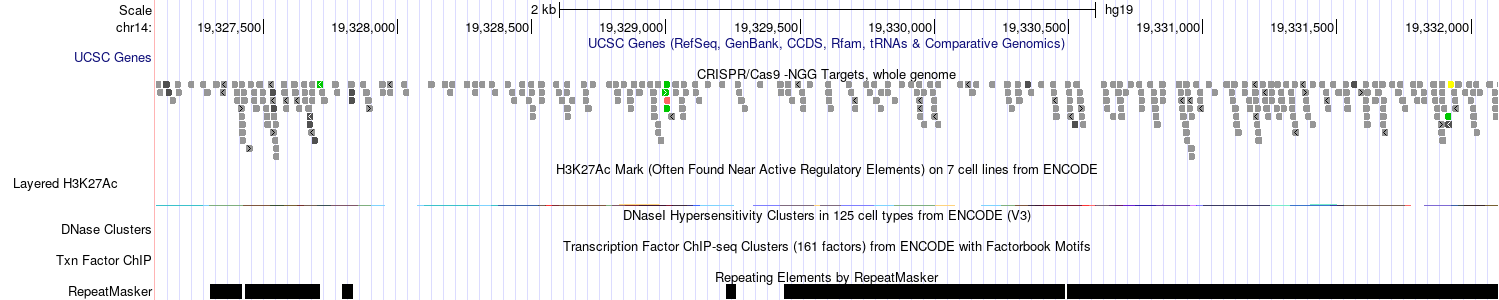 Scale 2 kb hg19
chr14: 19,327,500 19,328,000 19,328,500 19,329,000 19,329,500 19,330,000 19,330,500 19,331,000 19,331,500 19,332,000
UCSC Genes (RefSeq, GenBank, CCDS, Rfam, tRNAs & Comparative Genomics)
UCSC Genes
CRISPR/Cas9 -NGG Targets, whole genome
H3K27Ac Mark (Often Found Near Active Regulatory Elements) on 7 cell lines from ENCODE
Layered H3K27Ac
DNaseI Hypersensitivity Clusters in 125 cell types from ENCODE (V3)
DNase Clusters
Transcription Factor ChIP-seq Clusters (161 factors) from ENCODE with Factorbook Motifs
Txn Factor ChIP
Repeating Elements by RepeatMasker
RepeatMasker